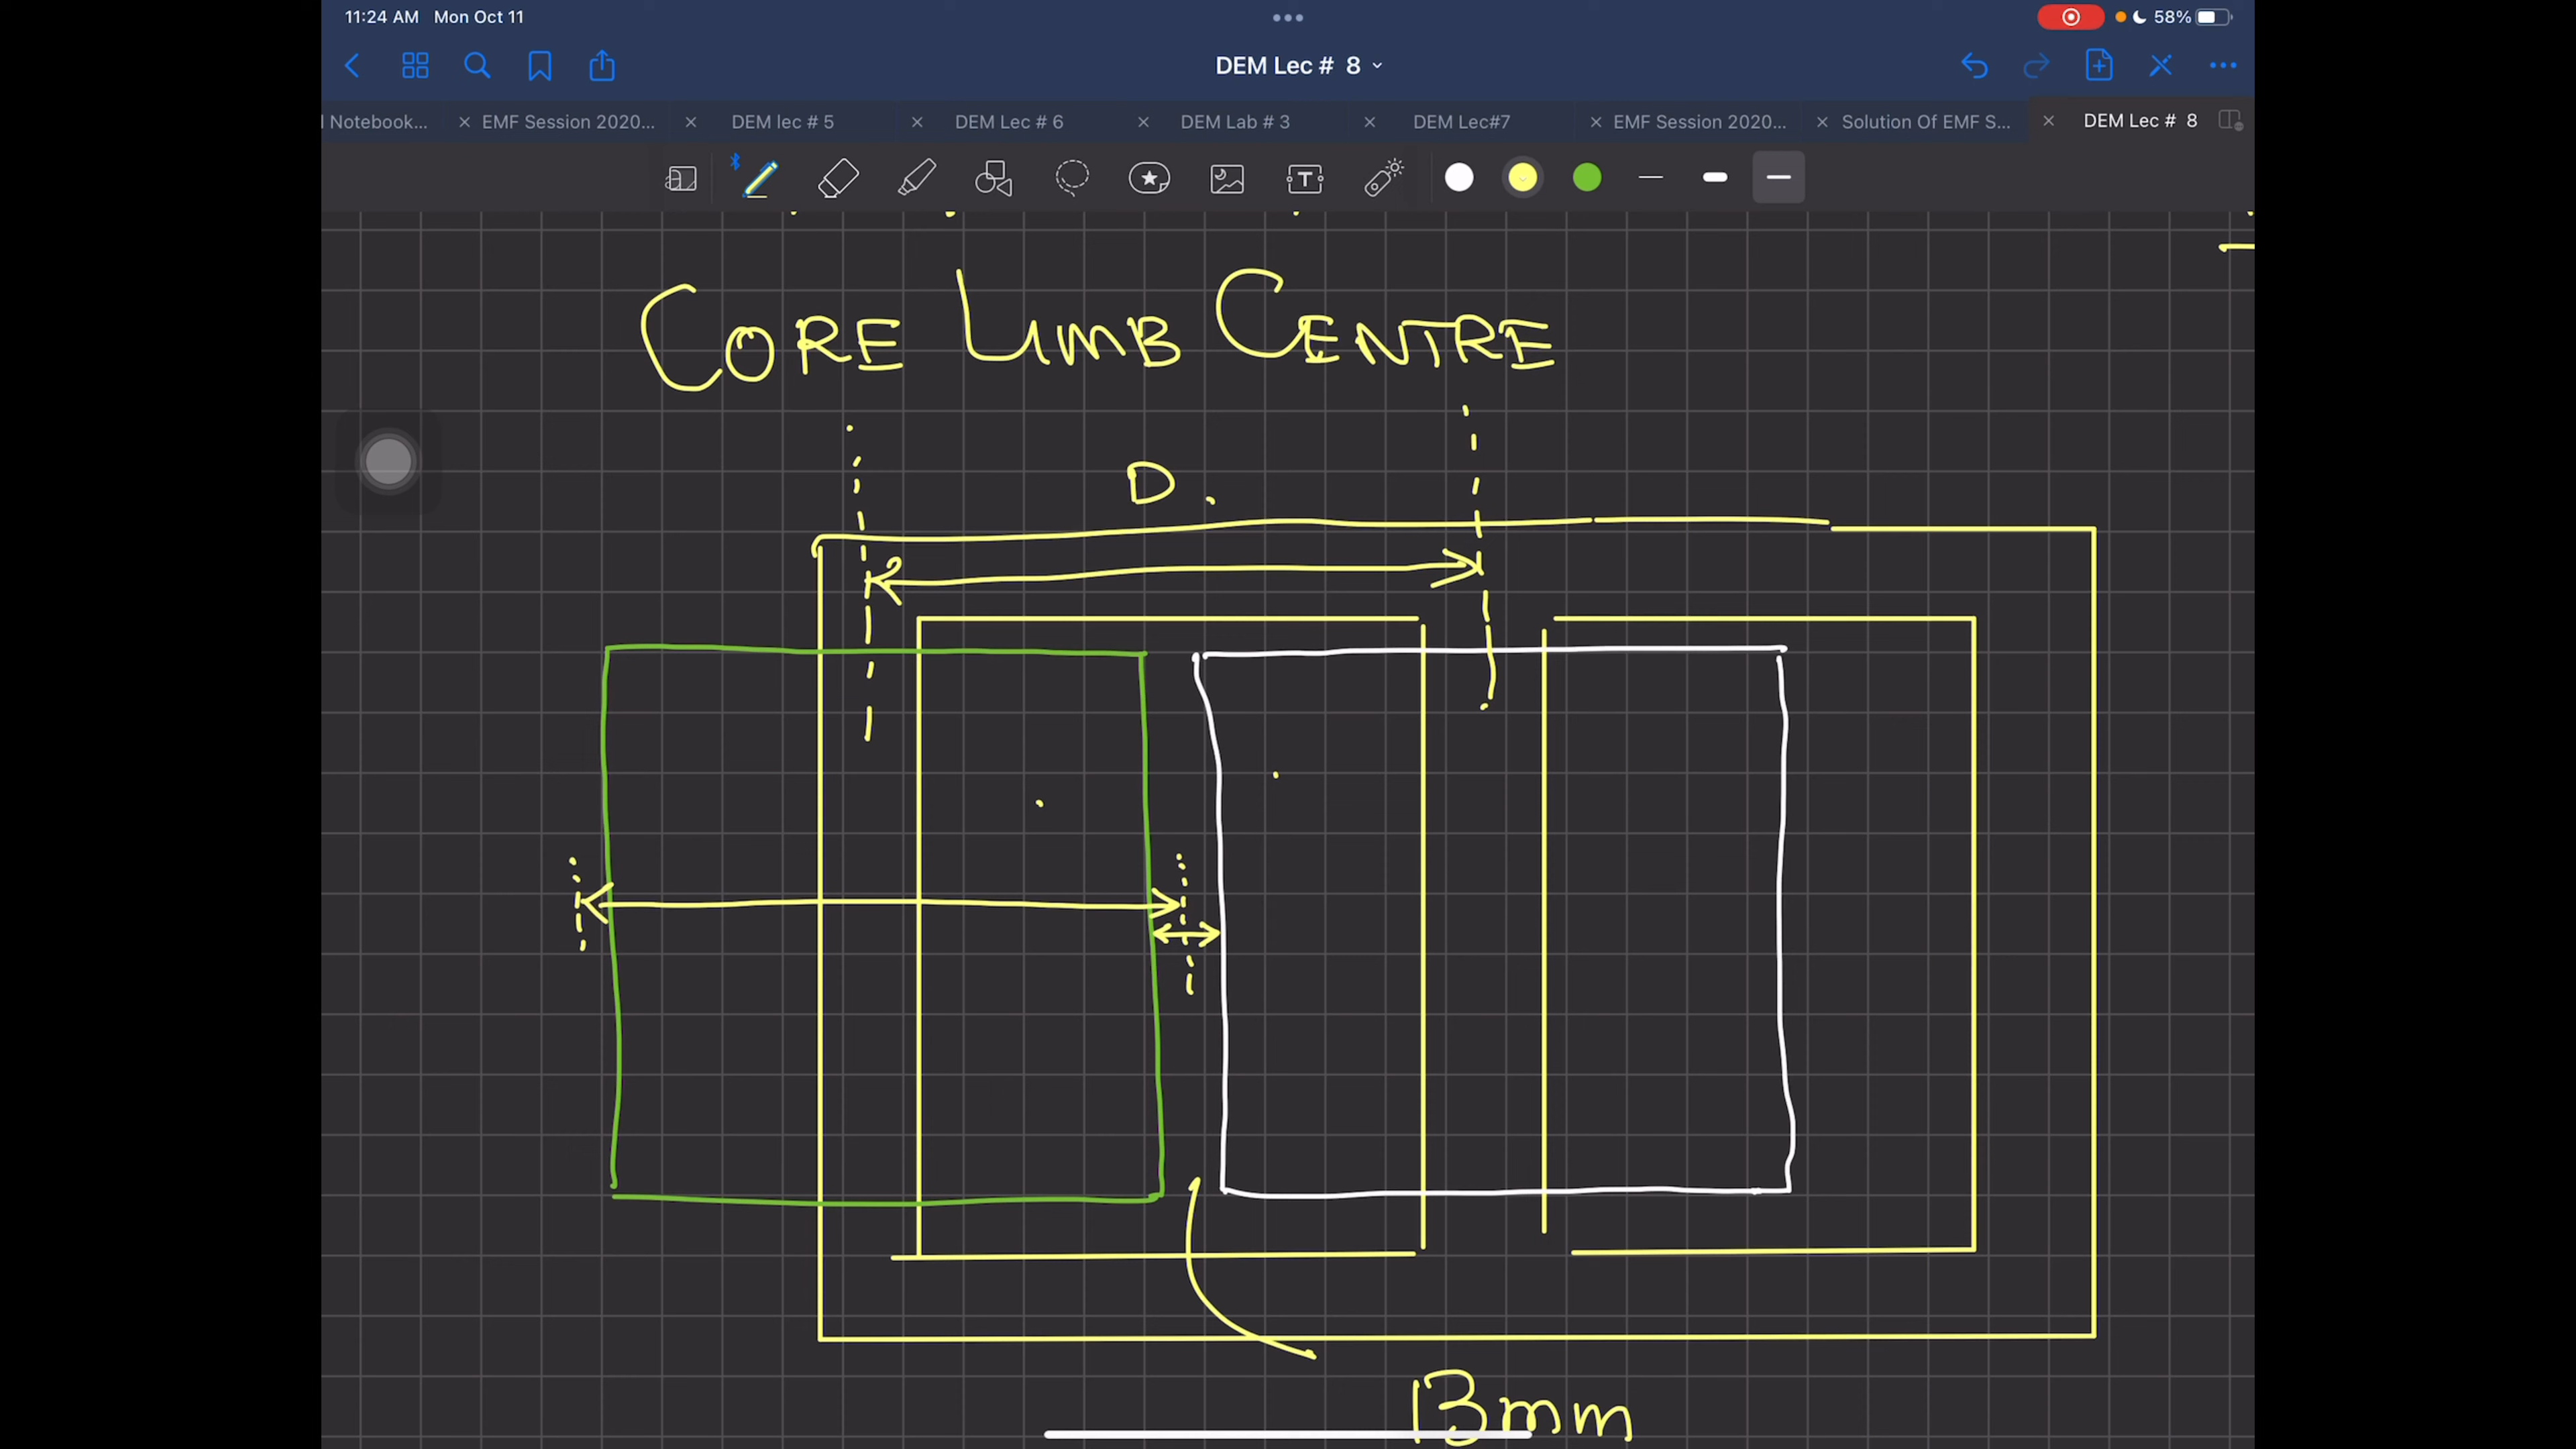 11:24 AM Mon Oct 11
58%
DEM Lec # 8
l Notebook... EMF Session 2020... DEM lec # 5 DEM Lec # 6 DEM Lab # 3 DEM Lec#7 EMF Session 2020... Solution Of EMF S... DEM Lec # 8
CORE LIMB CENTRE
D.
13mm